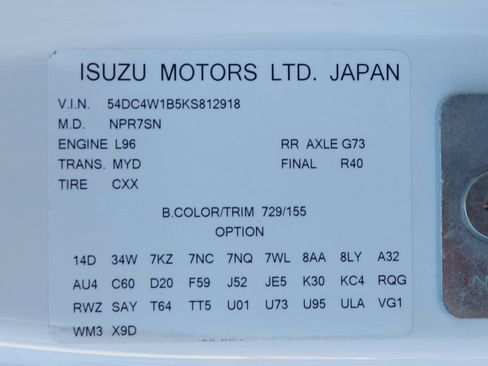 ISUZU MOTORS LTD. JAPAN
V.I.N. 54DC4W1B5KS812918
M.D. NPR7SN
ENGINE L96 RR AXLE G73
TRANS. MYD FINAL R40
TIRE CXX
B.COLOR/TRIM 729/155
OPTION
14D 34W 7KZ 7NC 7NQ 7WL 8AA 8LY A32
AU4 C60 D20 F59 J52 JE5 K30 KC4 RQG
RWZ SAY T64 TT5 U01 U73 U95 ULA VG1
WM3 X9D